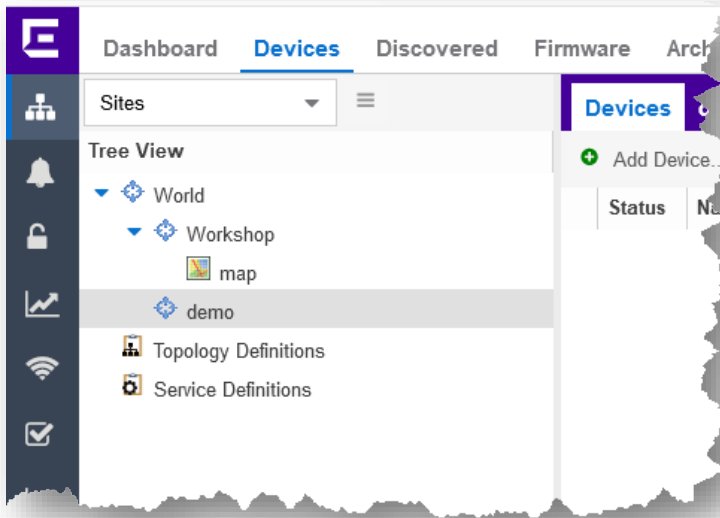 Dashboard Devices Discovered Firmware
Sites
Devices
Tree View
Add Device...
Status
World
Workshop
map
demo
Topology Definitions
Service Definitions